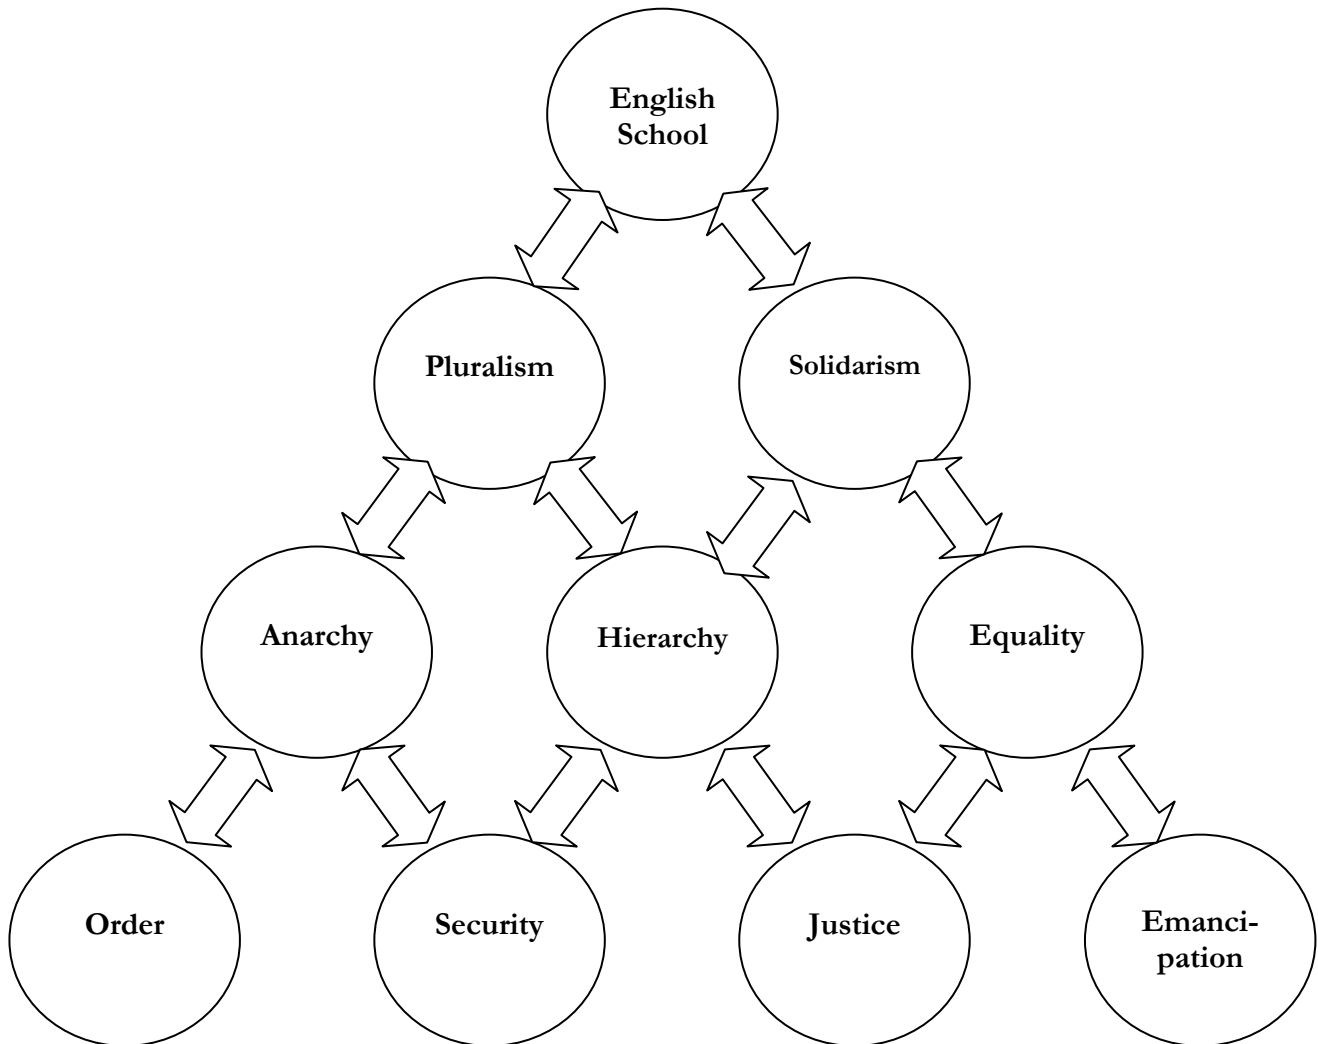 English
School
Pluralism
Solidarism
Anarchy
Hierarchy
Equality
Order
Security
Justice
Emanci-
pation